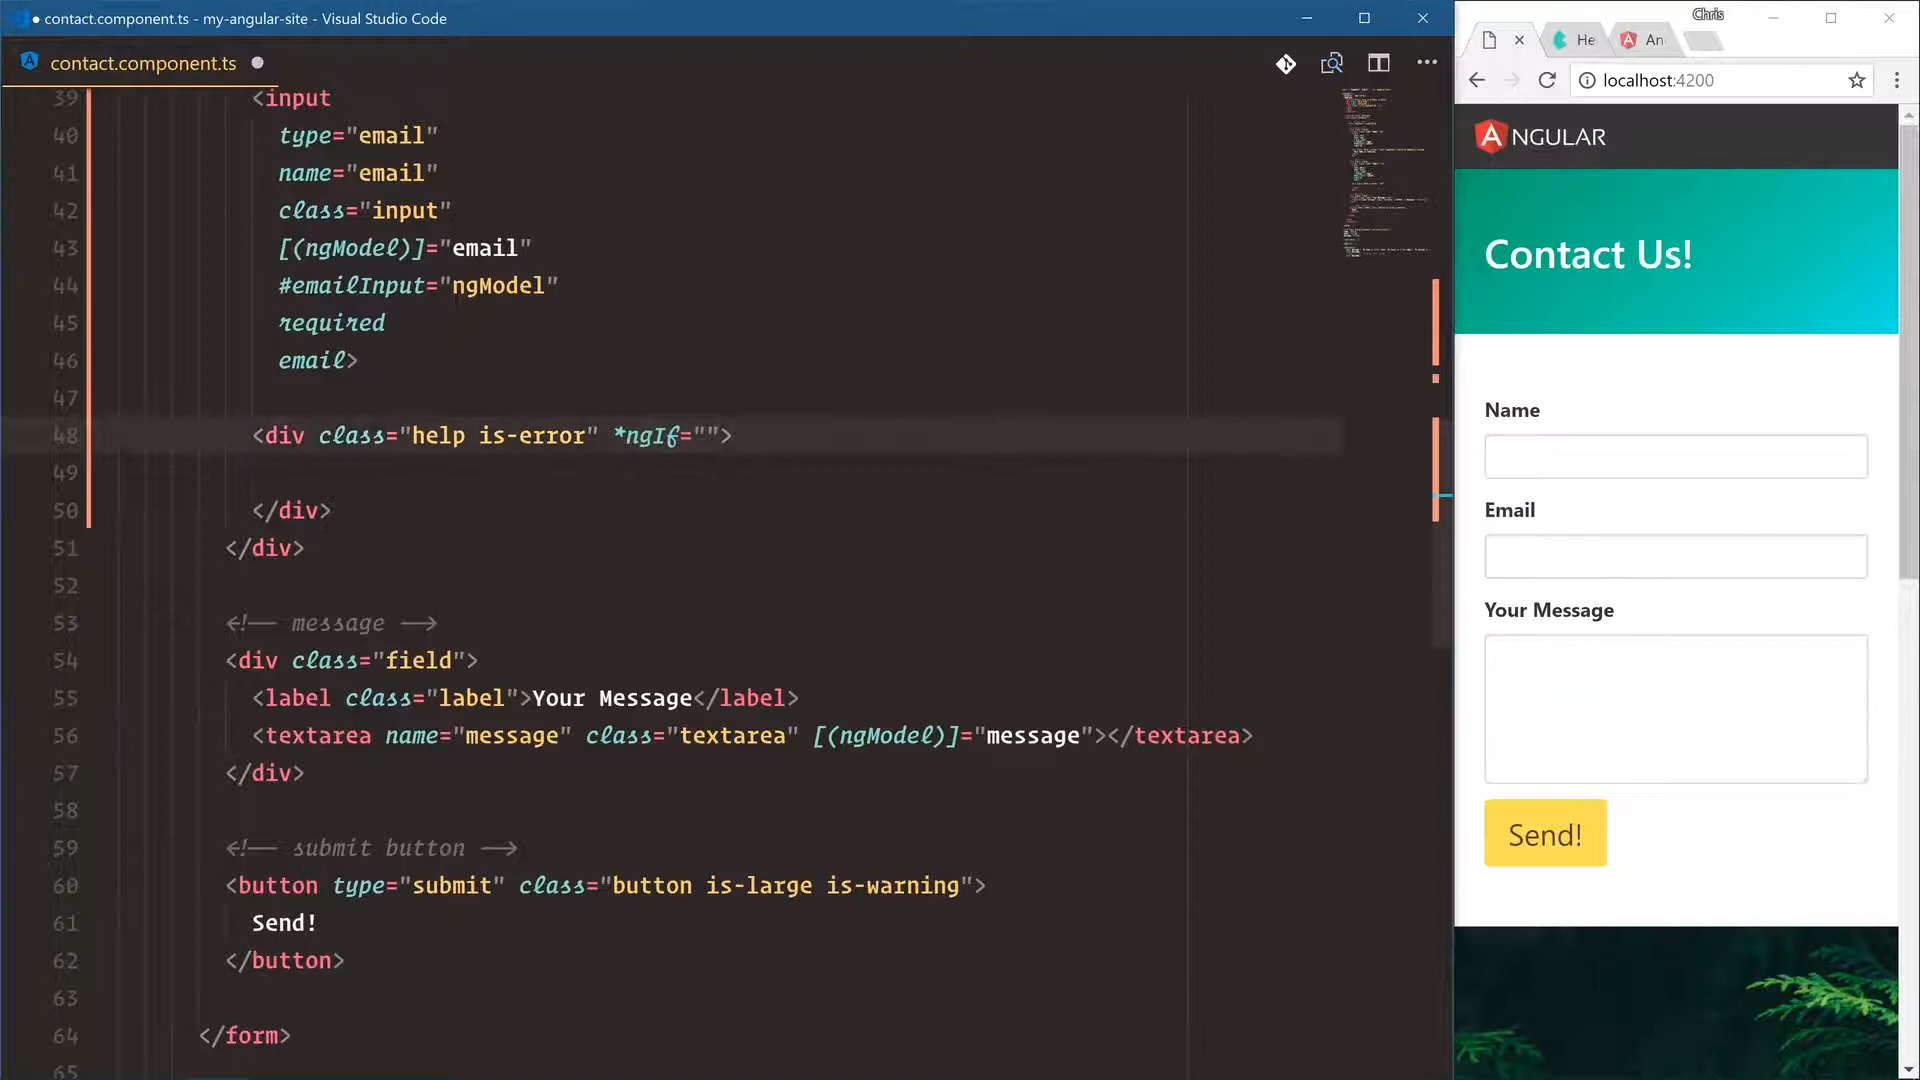 contact.component.ts - my-angular-site - Visual Studio Code
contact.component.ts
39 <input
40 type="email"
41 name="email"
42 class="input"
43 [(ngModel)]="email"
44 #emailInput="ngModel"
45 required
46 email>
47
48 <div class="help is-error" *ngIf="">
49
50 </div>
51 </div>
52
53 <!-- message -->
54 <div class="field">
55 <label class="label">Your Message</label>
56 <textarea name="message" class="textarea" [(ngModel)]="message"></textarea>
57 </div>
58
59 <!-- submit button -->
60 <button type="submit" class="button is-large is-warning">
61 Send!
62 </button>
63
64 </form>
65
Chris
He
An
localhost:4200
ANGULAR
Contact Us!
Name
Email
Your Message
Send!